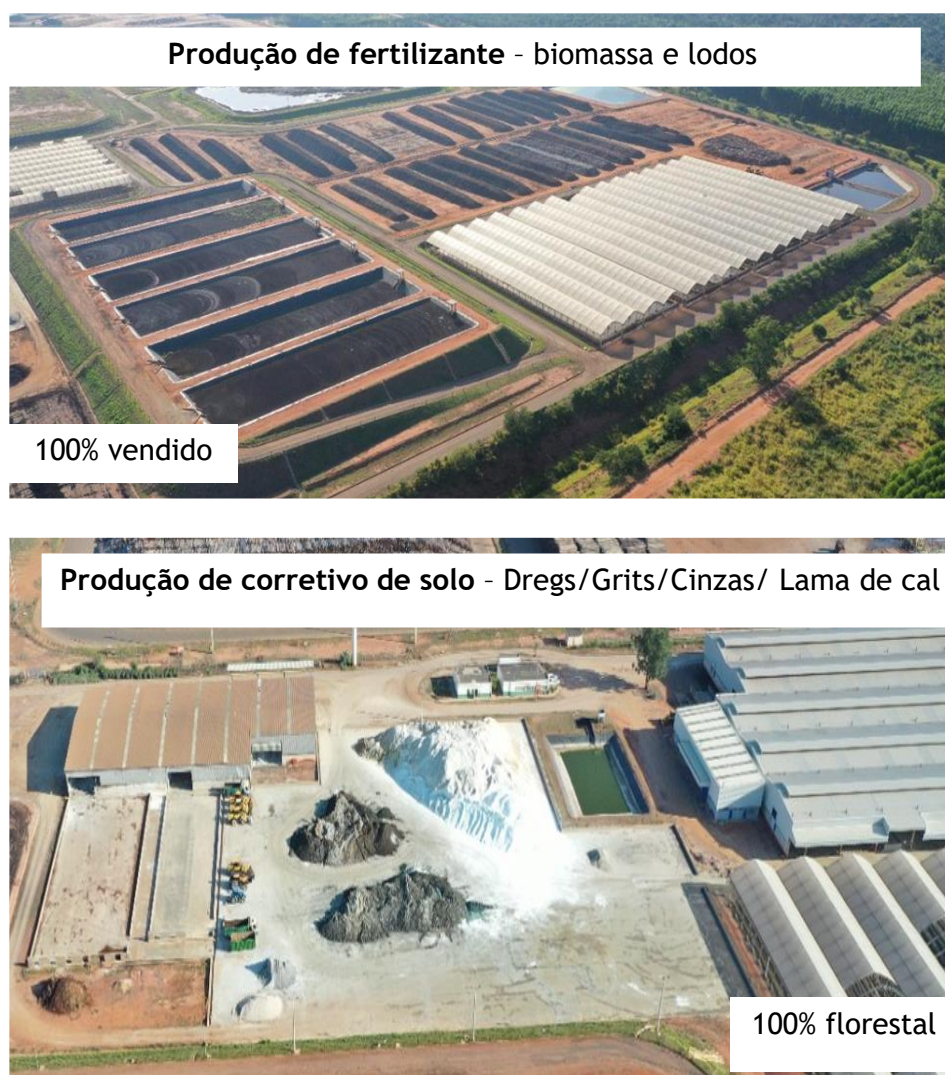 Produção de fertilizante – biomassa e lodos
100% vendido
Produção de corretivo de solo – Dregs/Grits/Cinzas/ Lama de cal
100% florestal